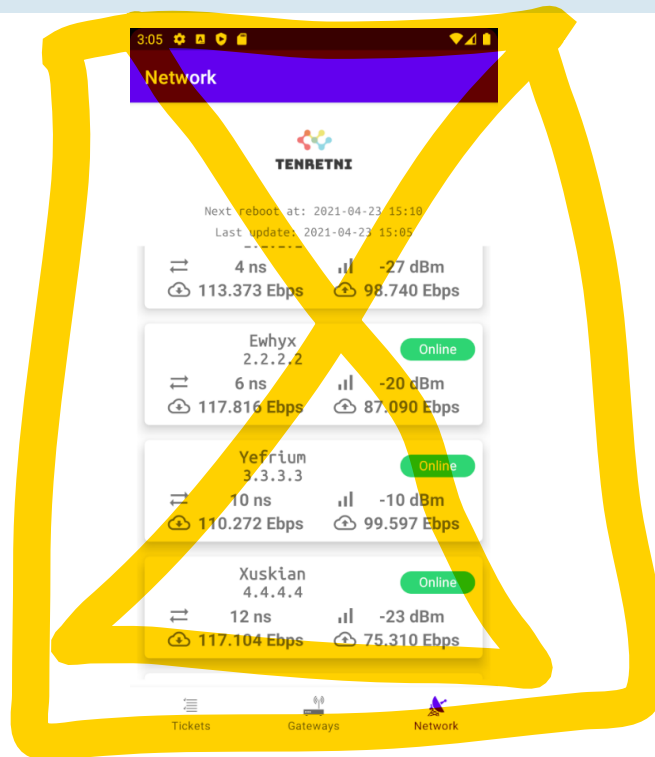 3:05
Network
TENRETNI
Next reboot at: 2021-04-23 15:10
Last update: 2021-04-23 15:05
4 ns -27 dBm
113.373 Ebps 98.740 Ebps
Ewhyx
Online
2.2.2.2
6 ns -20 dBm
117.816 Ebps 87.090 Ebps
Yefrium
Online
3.3.3.3
10 ns -10 dBm
110.272 Ebps 99.597 Ebps
Xuskian
Online
4.4.4.4
12 ns -23 dBm
117.104 Ebps 75.310 Ebps
Tickets Gateways Network